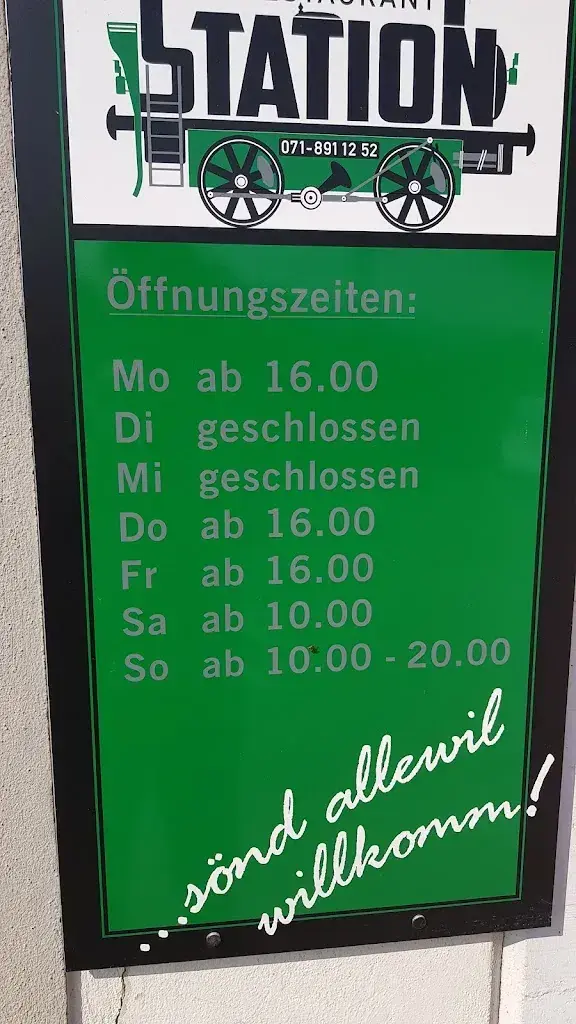 RESTAURANT
STATION
071-891 12 52
Öffnungszeiten:
Mo ab 16.00
Di geschlossen
Mi geschlossen
Do ab 16.00
Fr ab 16.00
Sa ab 10.00
So ab 10.00 - 20.00
...sönd allewil
willkomm!